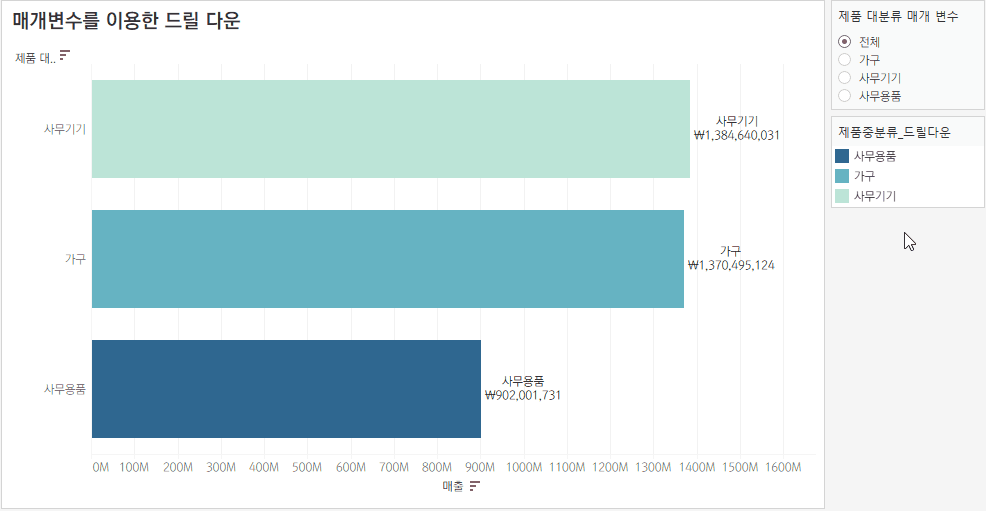 매개변수를 이용한 드릴 다운
제품 대..
사무기기
사무기기
₩1,384,640,031
가구
가구
₩1,370,495,124
사무용품
사무용품
₩902,001,731
0M 100M 200M 300M 400M 500M 600M 700M 800M 900M 1000M 1100M 1200M 1300M 1400M 1500M 1600M
매출
제품 대분류 매개 변수
전체
가구
사무기기
사무용품
제품중분류_드릴다운
사무용품
가구
사무기기